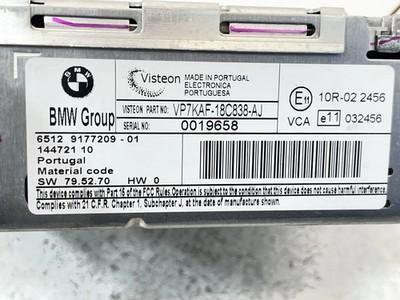 Visteon
MADE IN PORTUGAL
ELECTRONICA
PORTUGUESA
BMW Group
VISTEON PART NO: VP7KAF-18C838-AJ
SERIAL NO: 0019658
E11 10R-02 2456
VCA e11 032456
6512 9177209 - 01
144721 10
Portugal
Material code
SW 79.52.70 HW 0
This device complies with Part 15 of the FCC Rules. Operation is subject to the condition that this device does not cause harmful interference.
Complies with 21 C.F.R. Chapter 1, Subchapter J, at the date of manufacture